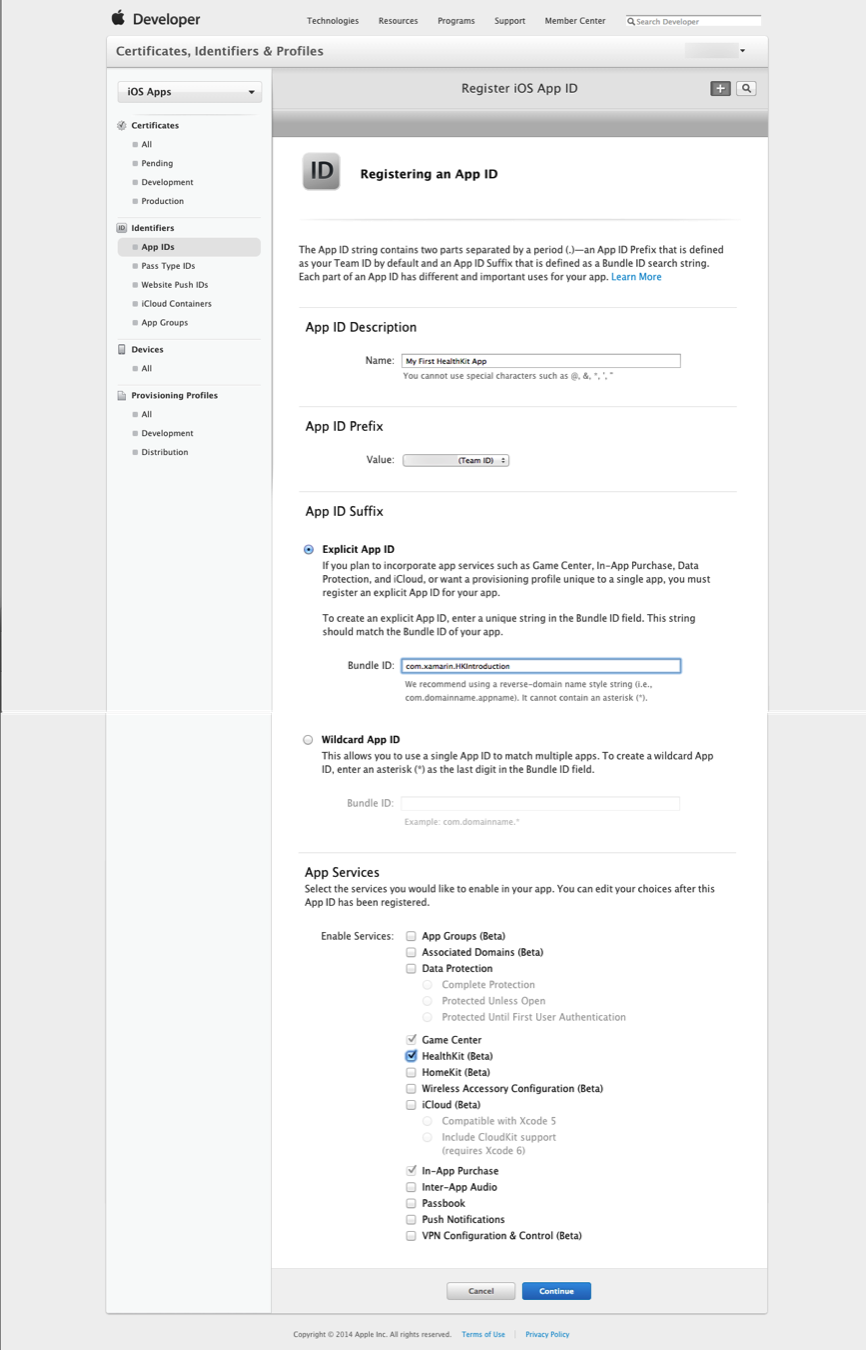 Developer
Technologies Resources Programs Support Member Center Search Developer
Certificates, Identifiers & Profiles
iOS Apps
Register iOS App ID
Certificates
All
Pending
Development
Production
ID Identifiers
App IDs
Pass Type IDs
Website Push IDs
iCloud Containers
App Groups
Devices
All
Provisioning Profiles
All
Development
Distribution
ID Registering an App ID
The App ID string contains two parts separated by a period (.)—an App ID Prefix that is defined
as your Team ID by default and an App ID Suffix that is defined as a Bundle ID search string.
Each part of an App ID has different and important uses for your app. Learn More
App ID Description
Name: My First HealthKit App
You cannot use special characters such as @, &, *, ', "
App ID Prefix
Value: (Team ID)
App ID Suffix
Explicit App ID
If you plan to incorporate app services such as Game Center, In-App Purchase, Data
Protection, and iCloud, or want a provisioning profile unique to a single app, you must
register an explicit App ID for your app.
To create an explicit App ID, enter a unique string in the Bundle ID field. This string
should match the Bundle ID of your app.
Bundle ID: com.xamarin.HKIntroduction
We recommend using a reverse-domain name style string (i.e.,
com.domainname.appname). It cannot contain an asterisk (*).
Wildcard App ID
This allows you to use a single App ID to match multiple apps. To create a wildcard App
ID, enter an asterisk (*) as the last digit in the Bundle ID field.
Bundle ID:
Example: com.domainname.*
App Services
Select the services you would like to enable in your app. You can edit your choices after this
App ID has been registered.
Enable Services: App Groups (Beta)
Associated Domains (Beta)
Data Protection
Complete Protection
Protected Unless Open
Protected Until First User Authentication
Game Center
HealthKit (Beta)
HomeKit (Beta)
Wireless Accessory Configuration (Beta)
iCloud (Beta)
Compatible with Xcode 5
Include CloudKit support
(requires Xcode 6)
In-App Purchase
Inter-App Audio
Passbook
Push Notifications
VPN Configuration & Control (Beta)
Cancel Continue
Copyright © 2014 Apple Inc. All rights reserved. Terms of Use | Privacy Policy